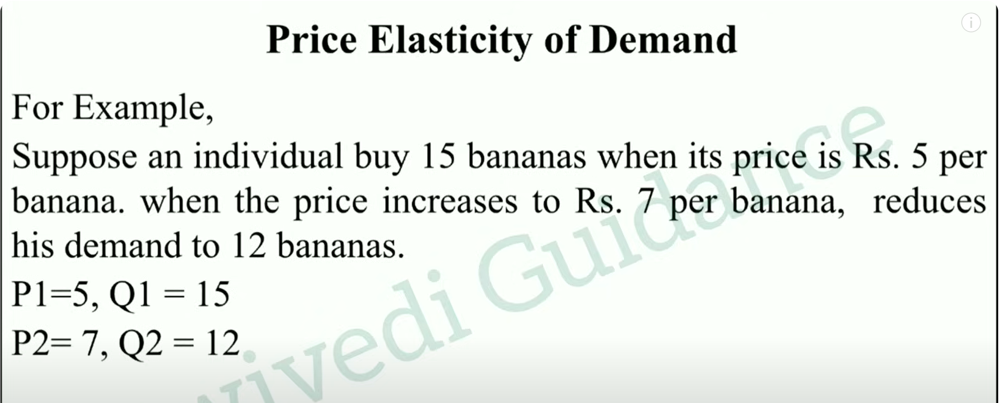 Price Elasticity of Demand
For Example,
Suppose an individual buy 15 bananas when its price is Rs. 5 per
banana. when the price increases to Rs. 7 per banana, reduces
his demand to 12 bananas.
P1=5, Q1 = 15
P2= 7, Q2 = 12
Guidance